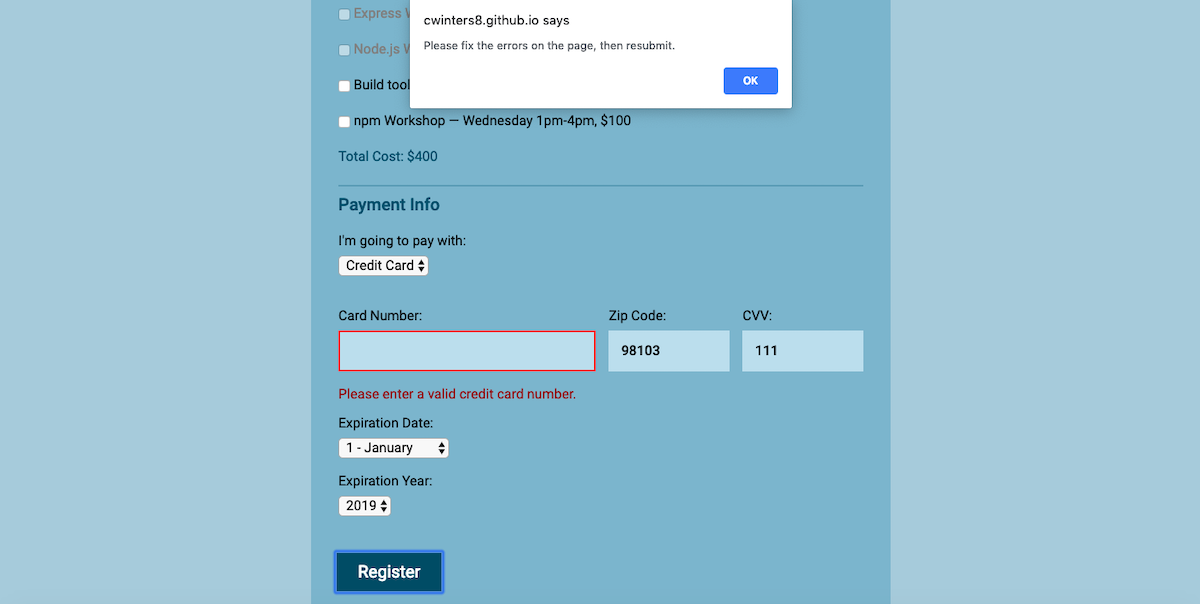 cwinters8.github.io says
Please fix the errors on the page, then resubmit.
OK
Express
Node.js
Build tool
npm Workshop — Wednesday 1pm-4pm, $100
Total Cost: $400
Payment Info
I'm going to pay with:
Credit Card
Card Number: Zip Code: CVV:
98103 111
Please enter a valid credit card number.
Expiration Date:
1 - January
Expiration Year:
2019
Register